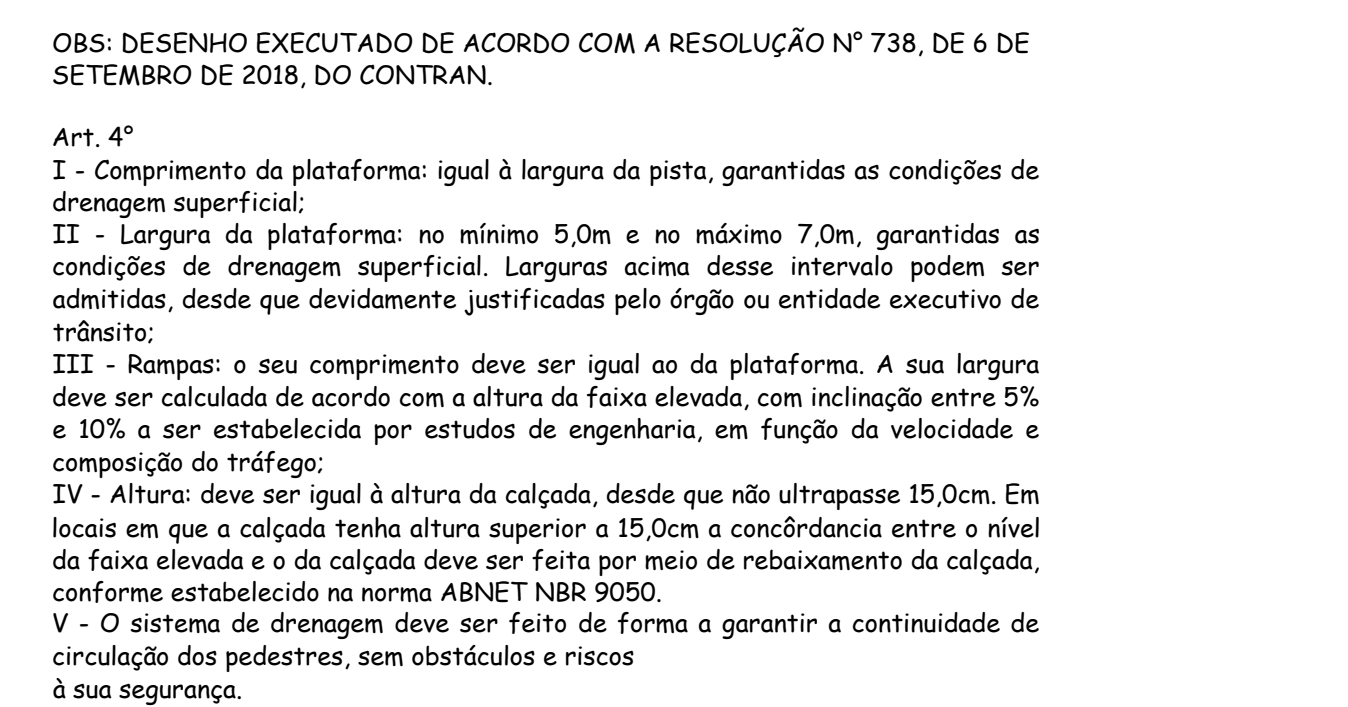 OBS: DESENHO EXECUTADO DE ACORDO COM A RESOLUÇÃO N° 738, DE 6 DE
SETEMBRO DE 2018, DO CONTRAN.
Art. 4°
I - Comprimento da plataforma: igual à largura da pista, garantidas as condições de
drenagem superficial;
II - Largura da plataforma: no mínimo 5,0m e no máximo 7,0m, garantidas as
condições de drenagem superficial. Larguras acima desse intervalo podem ser
admitidas, desde que devidamente justificadas pelo órgão ou entidade executivo de
trânsito;
III - Rampas: o seu comprimento deve ser igual ao da plataforma. A sua largura
deve ser calculada de acordo com a altura da faixa elevada, com inclinação entre 5%
e 10% a ser estabelecida por estudos de engenharia, em função da velocidade e
composição do tráfego;
IV - Altura: deve ser igual à altura da calçada, desde que não ultrapasse 15,0cm. Em
locais em que a calçada tenha altura superior a 15,0cm a concôrdancia entre o nível
da faixa elevada e o da calçada deve ser feita por meio de rebaixamento da calçada,
conforme estabelecido na norma ABNET NBR 9050.
V - O sistema de drenagem deve ser feito de forma a garantir a continuidade de
circulação dos pedestres, sem obstáculos e riscos
à sua segurança.